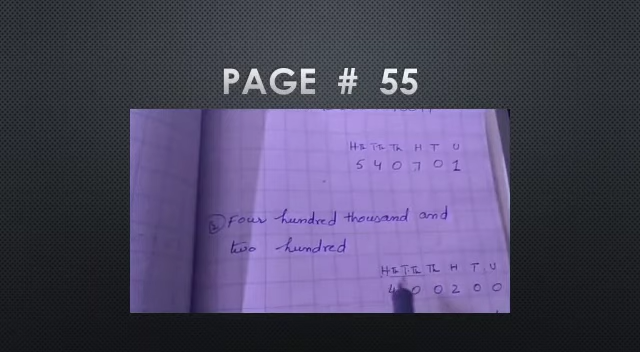 PAGE # 55
HTh TTh Th H T U
5 4 0 7 0 1
② Four hundred thousand and
two hundred
HTh TTh Th H T U
4 0 0 2 0 0